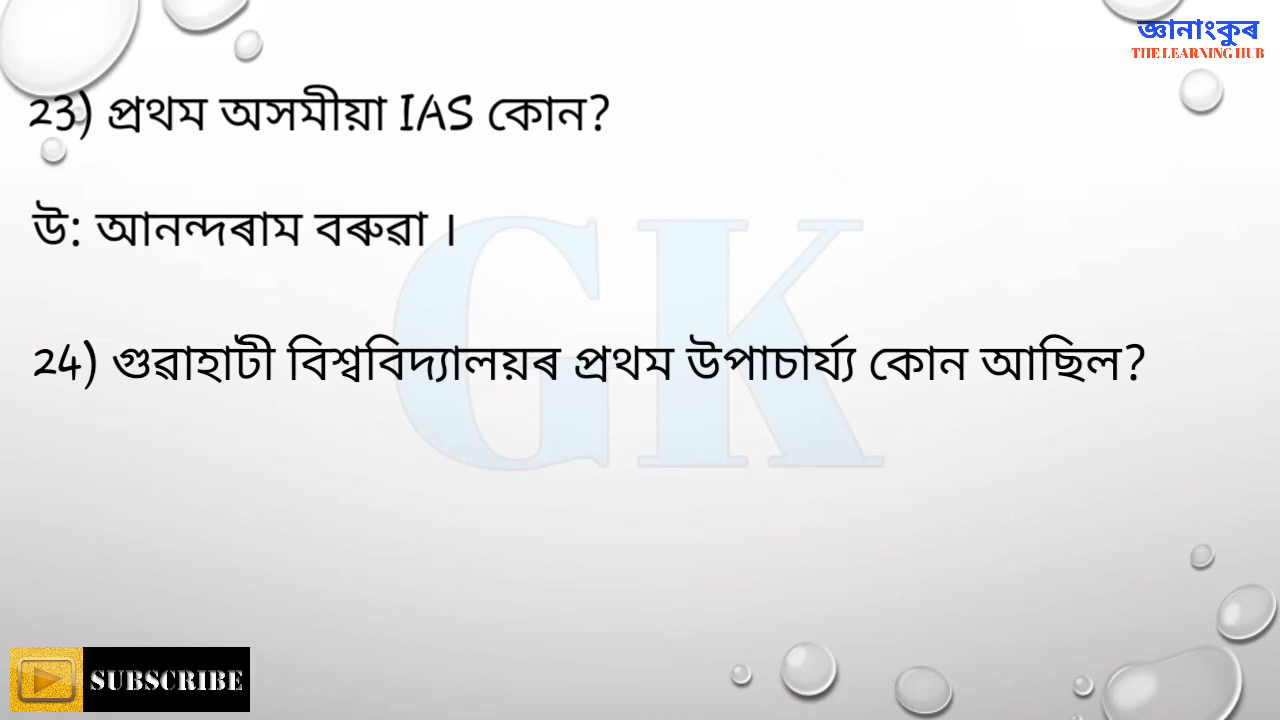 জ্ঞানাংকুৰ
THE LEARNING HUB
23) প্ৰথম অসমীয়া IAS কোন?
উ: আনন্দৰাম বৰুৱা ।
GK
24) গুৱাহাটী বিশ্ববিদ্যালয়ৰ প্ৰথম উপাচাৰ্য্য কোন আছিল?
SUBSCRIBE